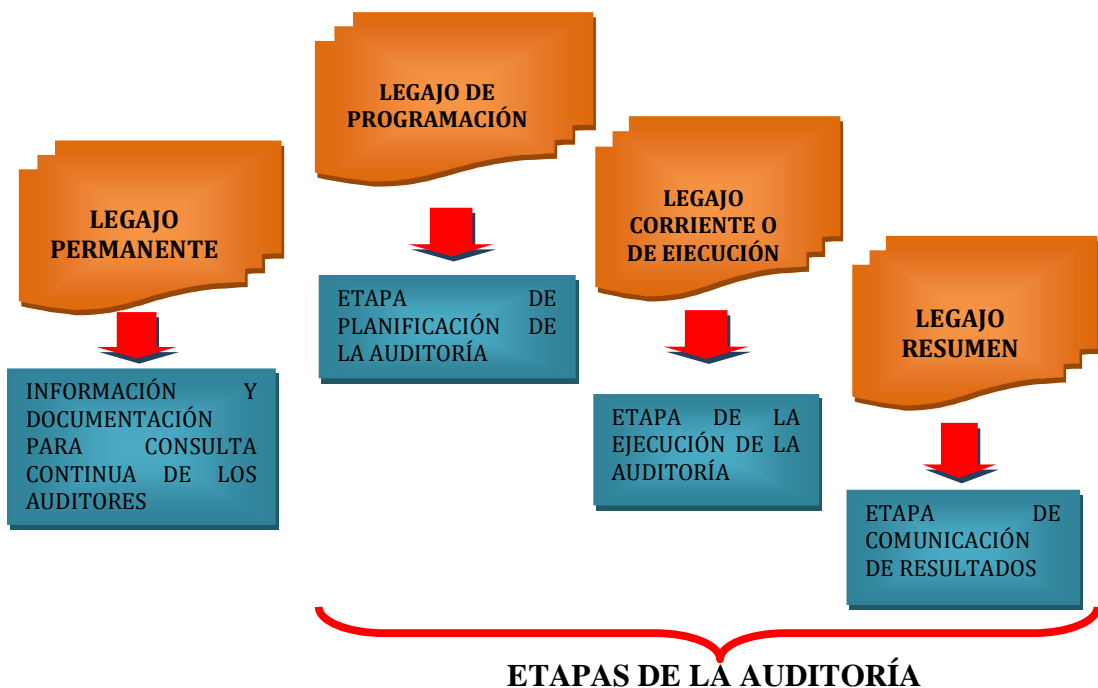 LEGAJO
PERMANENTE
INFORMACIÓN Y
DOCUMENTACIÓN
PARA CONSULTA
CONTINUA DE LOS
AUDITORES
LEGAJO DE
PROGRAMACIÓN
ETAPA DE
PLANIFICACIÓN DE
LA AUDITORÍA
LEGAJO
CORRIENTE O
DE EJECUCIÓN
ETAPA DE LA
EJECUCIÓN DE LA
AUDITORÍA
LEGAJO
RESUMEN
ETAPA DE
COMUNICACIÓN
DE RESULTADOS
ETAPAS DE LA AUDITORÍA